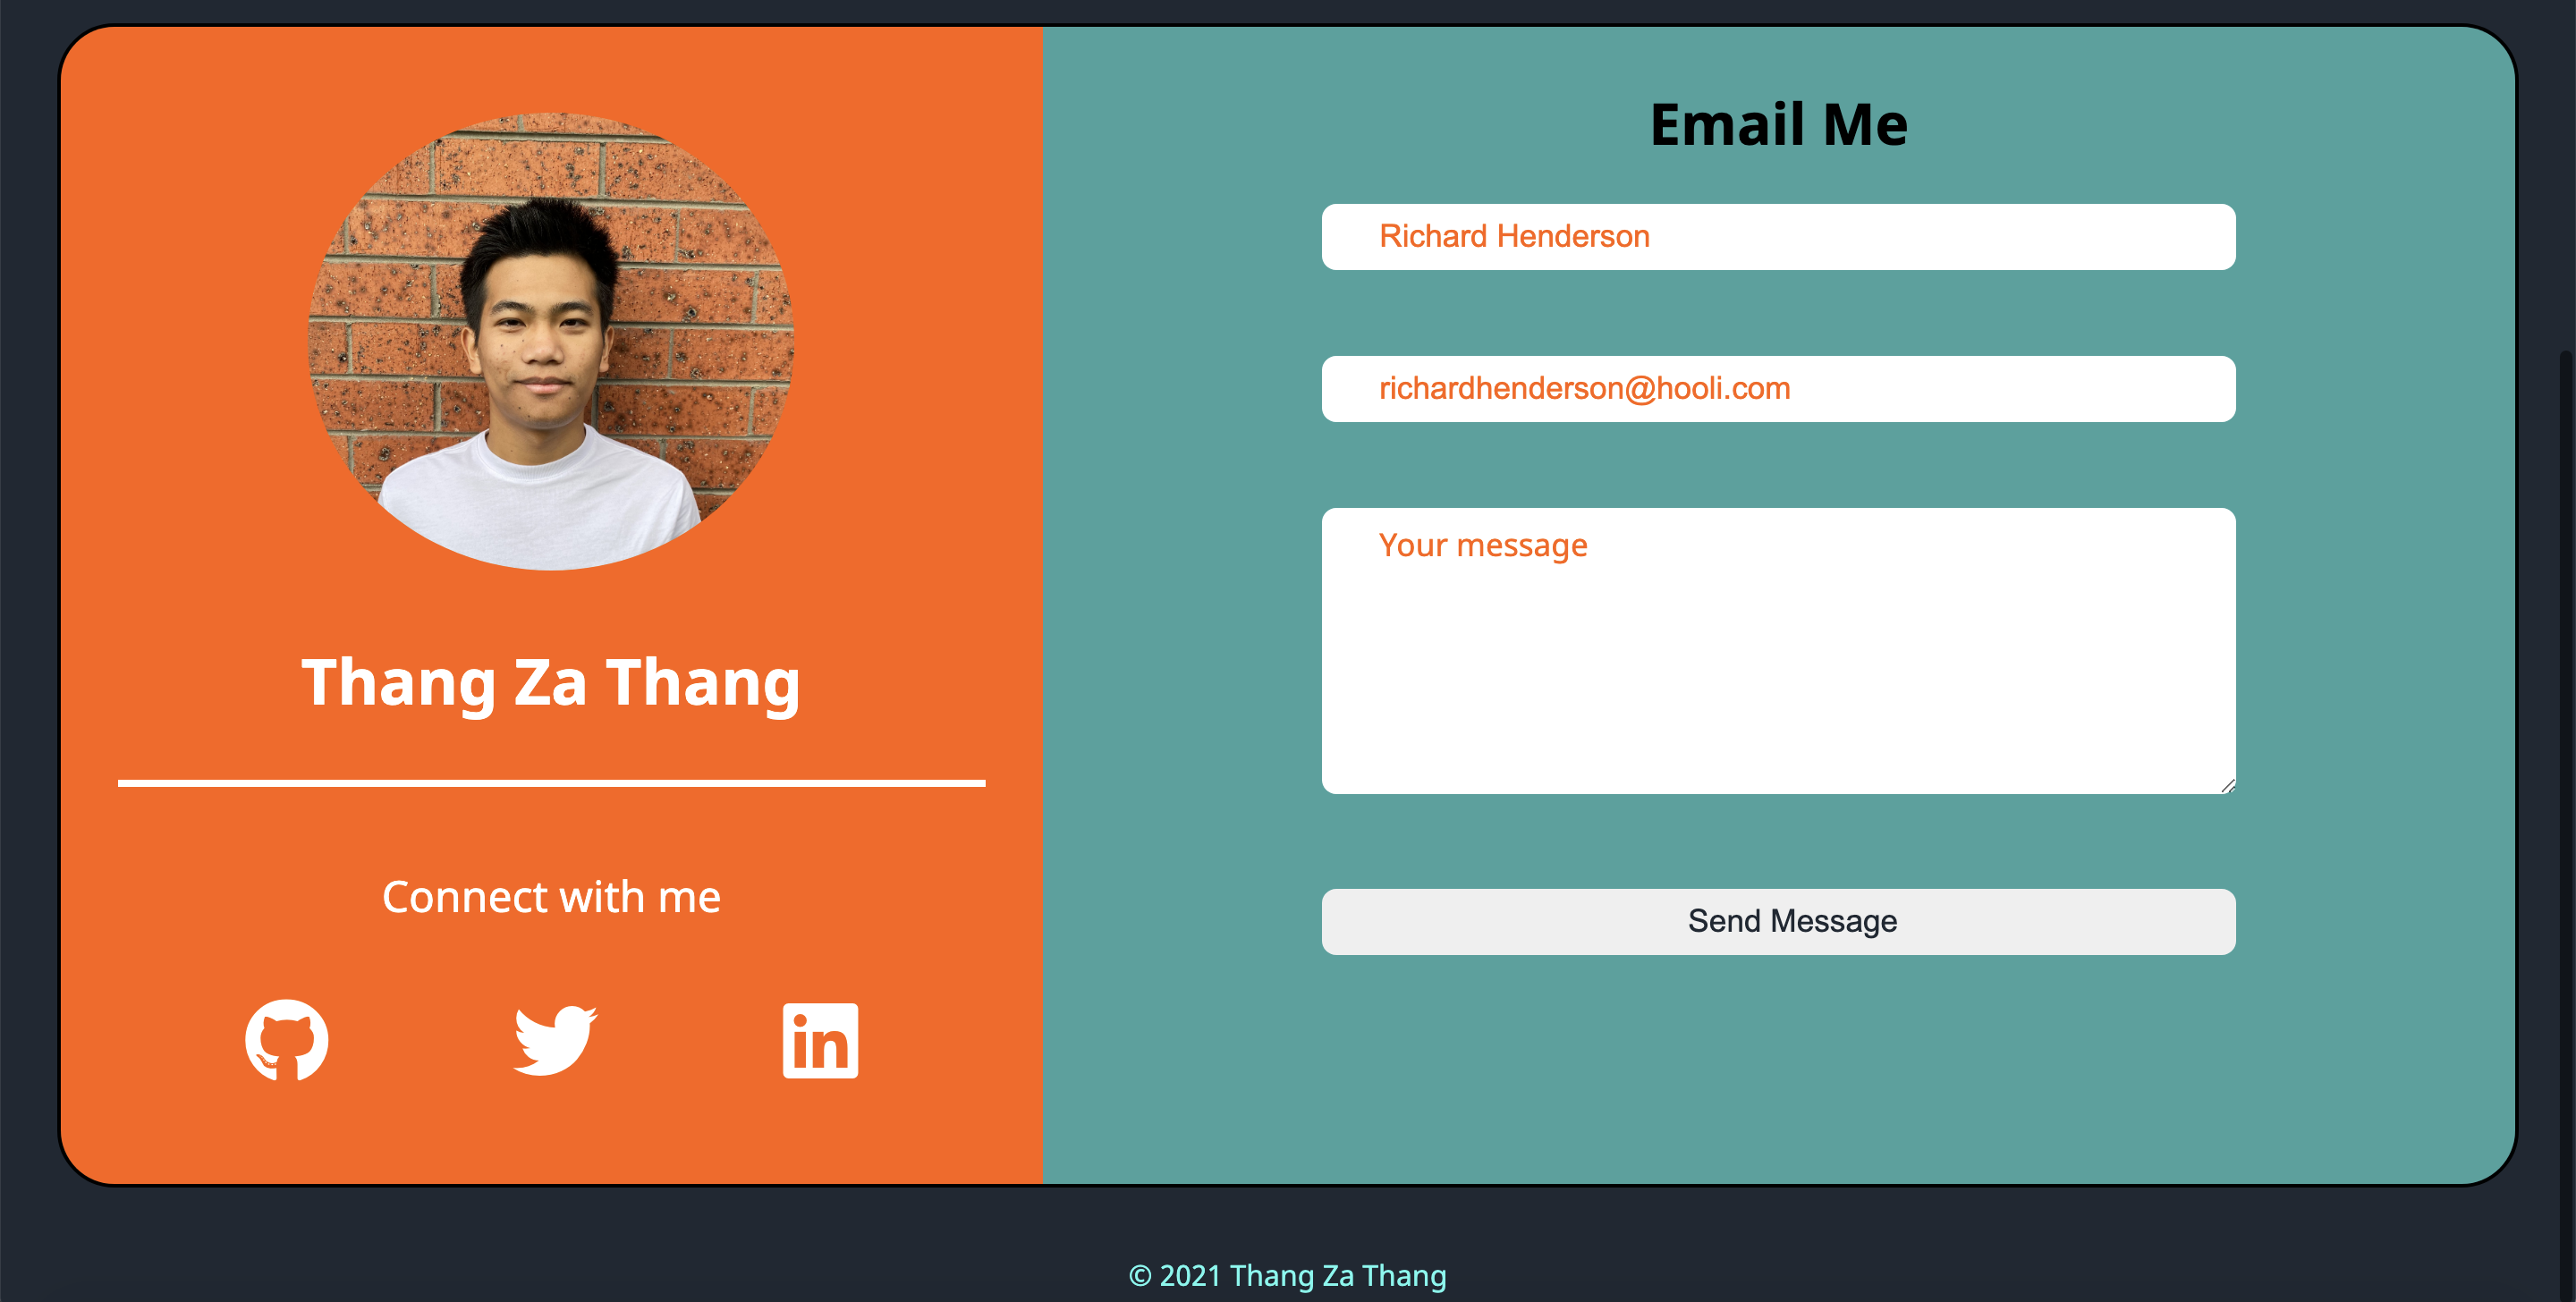 Thang Za Thang
Connect with me
in
Email Me
Richard Henderson
richardhenderson@hooli.com
Your message
Send Message
© 2021 Thang Za Thang